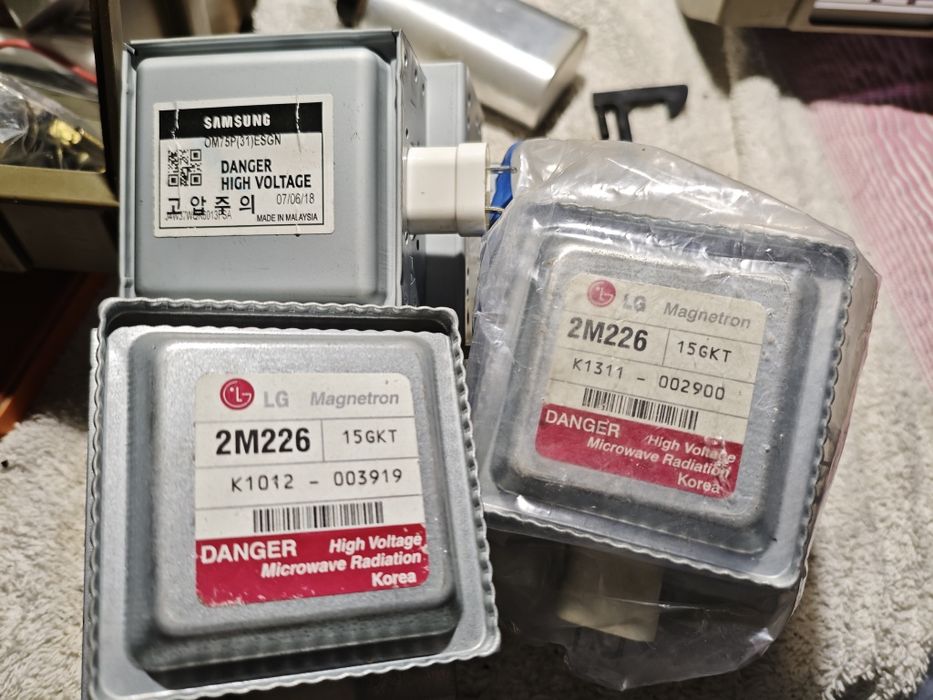 SAMSUNG
OM75P(31)ESGN
DANGER
HIGH VOLTAGE
07/06/18
고 압 주 의
MADE IN MALAYSIA
LG Magnetron
2M226 15GKT
K1311 - 002900
DANGER High Voltage
Microwave Radiation
Korea
LG Magnetron
2M226 15GKT
K1012 - 003919
DANGER High Voltage
Microwave Radiation
Korea